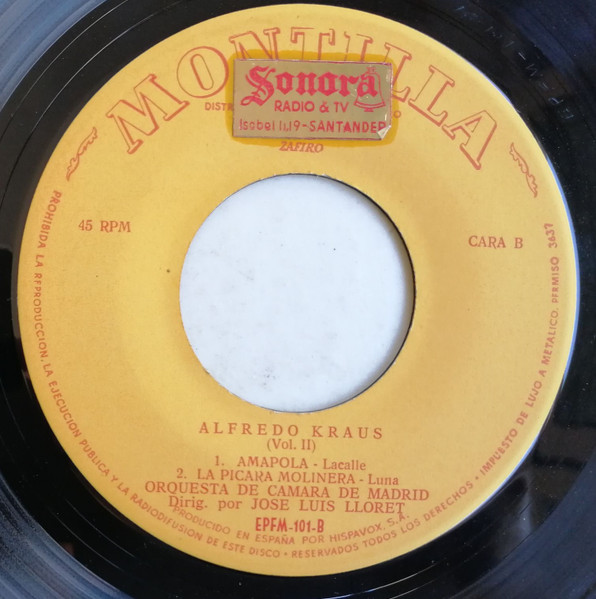 MONTILLA
Sonora
RADIO & TV
Isabel II,9-SANTANDER
DISTR
ZAFIRO
45 RPM
CARA B
ALFREDO KRAUS
(Vol. II)
1. AMAPOLA - Lacalle
2. LA PICARA MOLINERA - Luna
ORQUESTA DE CAMARA DE MADRID
Dirig. por JOSE LUIS LLORET
EPFM-101-B
PRODUCIDO EN ESPAÑA POR HISPAVOX, S.A.
PROHIBIDA LA REPRODUCCION, LA EJECUCION PUBLICA Y LA RADIODIFUSION DE ESTE DISCO • RESERVADOS TODOS LOS DERECHOS • IMPUESTO DE LUJO A METALICO. PERMISO 3637